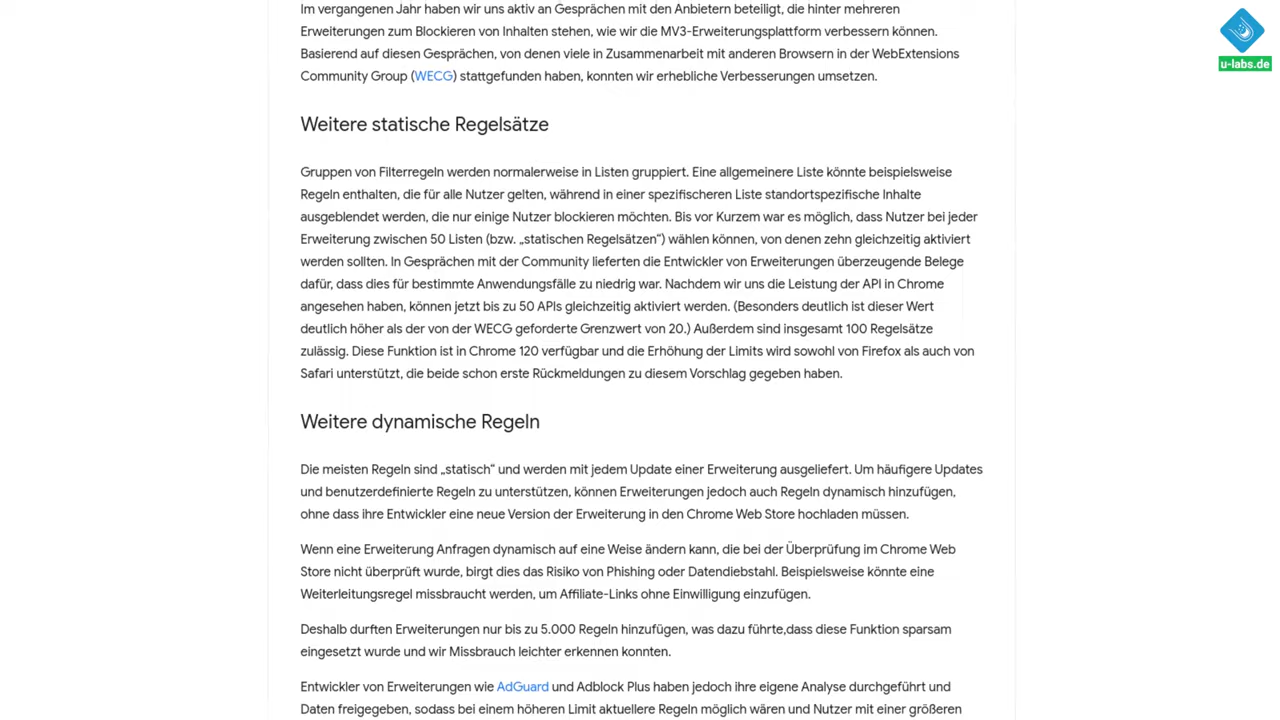 Im vergangenen Jahr haben wir uns aktiv an Gesprächen mit den Anbietern beteiligt, die hinter mehreren
Erweiterungen zum Blockieren von Inhalten stehen, wie wir die MV3-Erweiterungsplattform verbessern können.
Basierend auf diesen Gesprächen, von denen viele in Zusammenarbeit mit anderen Browsern in der WebExtensions
Community Group (WECG) stattgefunden haben, konnten wir erhebliche Verbesserungen umsetzen.
u-labs.de
Weitere statische Regelsätze
Gruppen von Filterregeln werden normalerweise in Listen gruppiert. Eine allgemeinere Liste könnte beispielsweise
Regeln enthalten, die für alle Nutzer gelten, während in einer spezifischeren Liste standortspezifische Inhalte
ausgeblendet werden, die nur einige Nutzer blockieren möchten. Bis vor Kurzem war es möglich, dass Nutzer bei jeder
Erweiterung zwischen 50 Listen (bzw. „statischen Regelsätzen“) wählen können, von denen zehn gleichzeitig aktiviert
werden sollten. In Gesprächen mit der Community lieferten die Entwickler von Erweiterungen überzeugende Belege
dafür, dass dies für bestimmte Anwendungsfälle zu niedrig war. Nachdem wir uns die Leistung der API in Chrome
angesehen haben, können jetzt bis zu 50 APIs gleichzeitig aktiviert werden. (Besonders deutlich ist dieser Wert
deutlich höher als der von der WECG geforderte Grenzwert von 20.) Außerdem sind insgesamt 100 Regelsätze
zulässig. Diese Funktion ist in Chrome 120 verfügbar und die Erhöhung der Limits wird sowohl von Firefox als auch von
Safari unterstützt, die beide schon erste Rückmeldungen zu diesem Vorschlag gegeben haben.
Weitere dynamische Regeln
Die meisten Regeln sind „statisch“ und werden mit jedem Update einer Erweiterung ausgeliefert. Um häufigere Updates
und benutzerdefinierte Regeln zu unterstützen, können Erweiterungen jedoch auch Regeln dynamisch hinzufügen,
ohne dass ihre Entwickler eine neue Version der Erweiterung in den Chrome Web Store hochladen müssen.
Wenn eine Erweiterung Anfragen dynamisch auf eine Weise ändern kann, die bei der Überprüfung im Chrome Web
Store nicht überprüft wurde, birgt dies das Risiko von Phishing oder Datendiebstahl. Beispielsweise könnte eine
Weiterleitungsregel missbraucht werden, um Affiliate-Links ohne Einwilligung einzufügen.
Deshalb durften Erweiterungen nur bis zu 5.000 Regeln hinzufügen, was dazu führte,dass diese Funktion sparsam
eingesetzt wurde und wir Missbrauch leichter erkennen konnten.
Entwickler von Erweiterungen wie AdGuard und Adblock Plus haben jedoch ihre eigene Analyse durchgeführt und
Daten freigegeben, sodass bei einem höheren Limit aktuellere Regeln möglich wären und Nutzer mit einer größeren